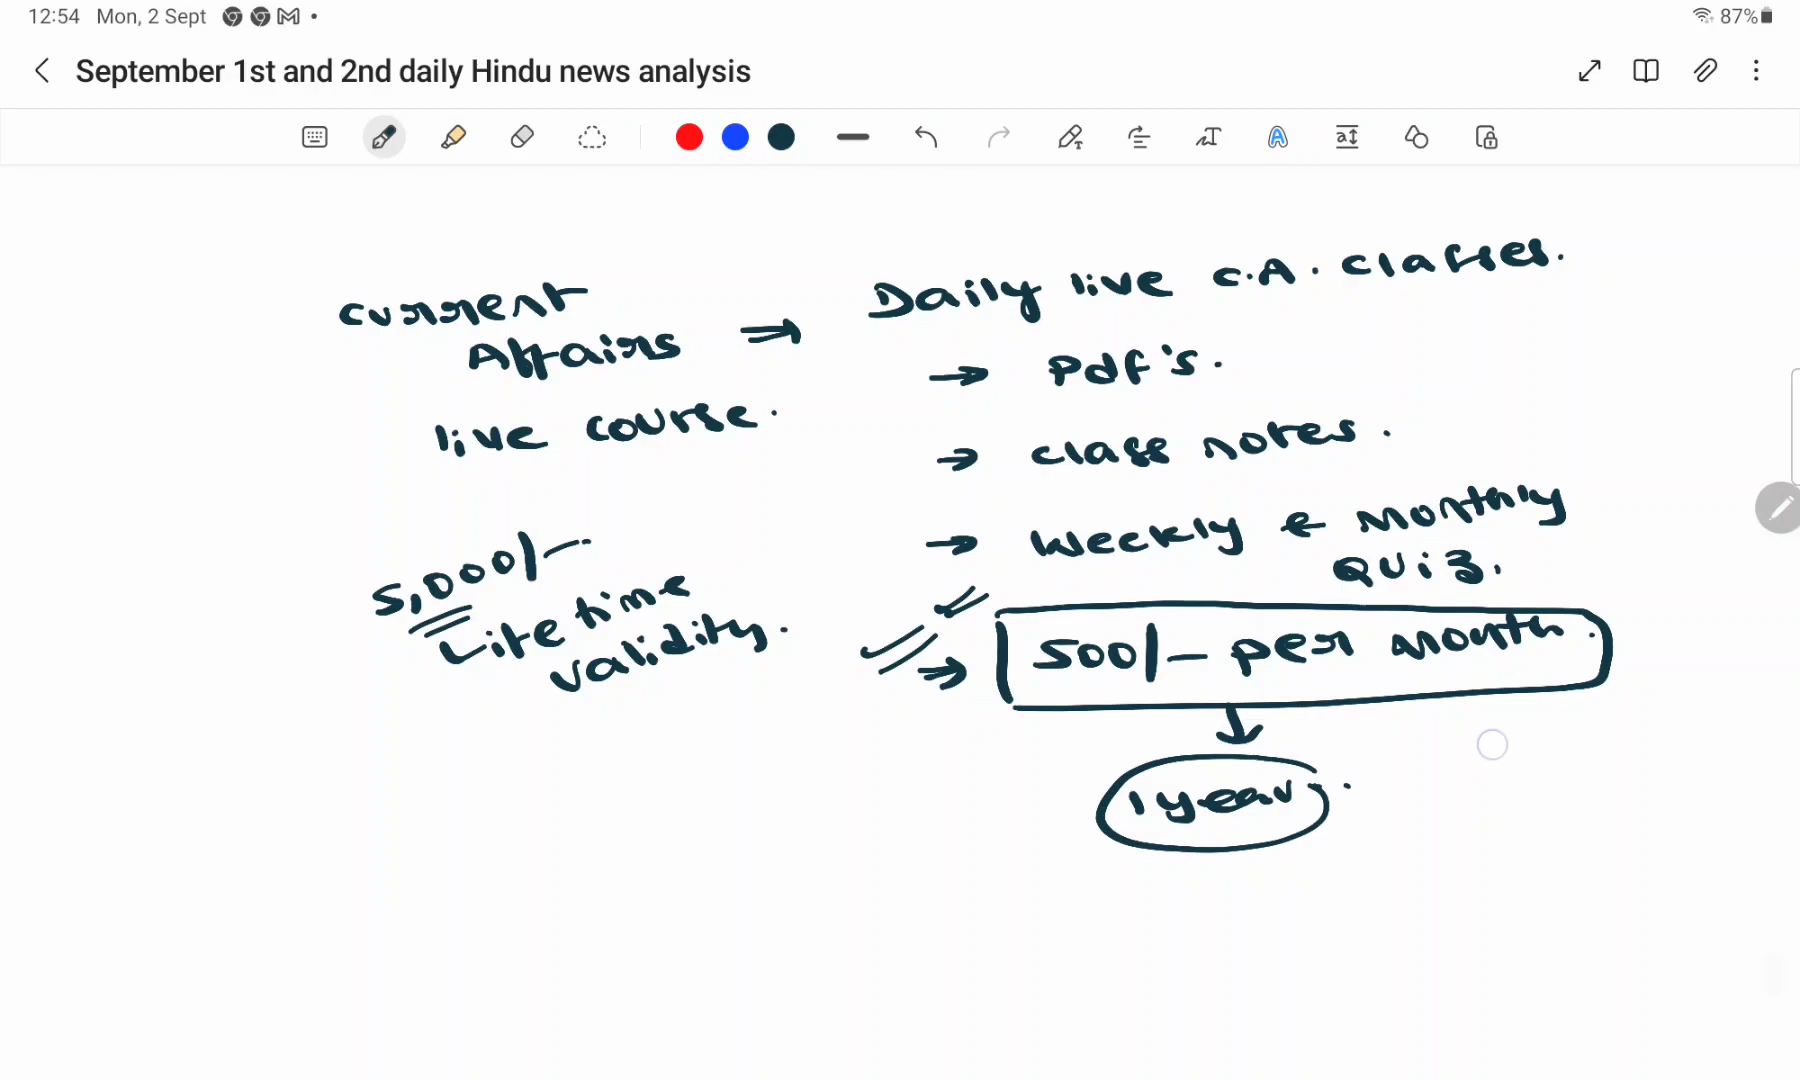 12:54 Mon, 2 Sept 87%
September 1st and 2nd daily Hindu news analysis
current Affairs live course.
⇒ Daily live C.A. classes.
→ Pdf's.
→ class notes.
→ Weekly & Monthly Quiz.
5,000/-
Life time validity.
→ 500/- per month.
↓
1 year.